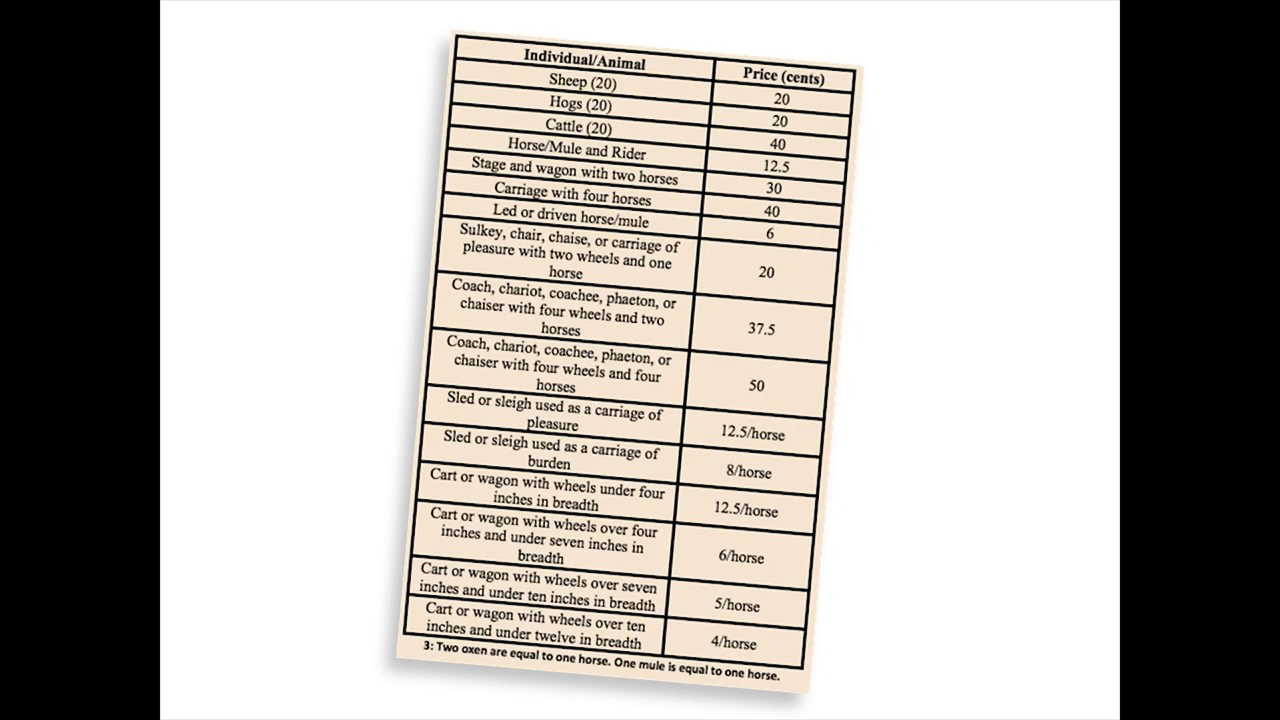 Individual/Animal Price (cents)
Sheep (20) 20
Hogs (20) 20
Cattle (20) 40
Horse/Mule and Rider 12.5
Stage and wagon with two horses 30
Carriage with four horses 40
Led or driven horse/mule 6
Sulkey, chair, chaise, or carriage of
pleasure with two wheels and one
horse
20
Coach, chariot, coachee, phaeton, or
chaiser with four wheels and two
horses
37.5
Coach, chariot, coachee, phaeton, or
chaiser with four wheels and four
horses
50
Sled or sleigh used as a carriage of
pleasure
12.5/horse
Sled or sleigh used as a carriage of
burden
8/horse
Cart or wagon with wheels under four
inches in breadth
12.5/horse
Cart or wagon with wheels over four
inches and under seven inches in
breadth
6/horse
Cart or wagon with wheels over seven
inches and under ten inches in breadth
5/horse
Cart or wagon with wheels over ten
inches and under twelve in breadth
4/horse
3: Two oxen are equal to one horse. One mule is equal to one horse.